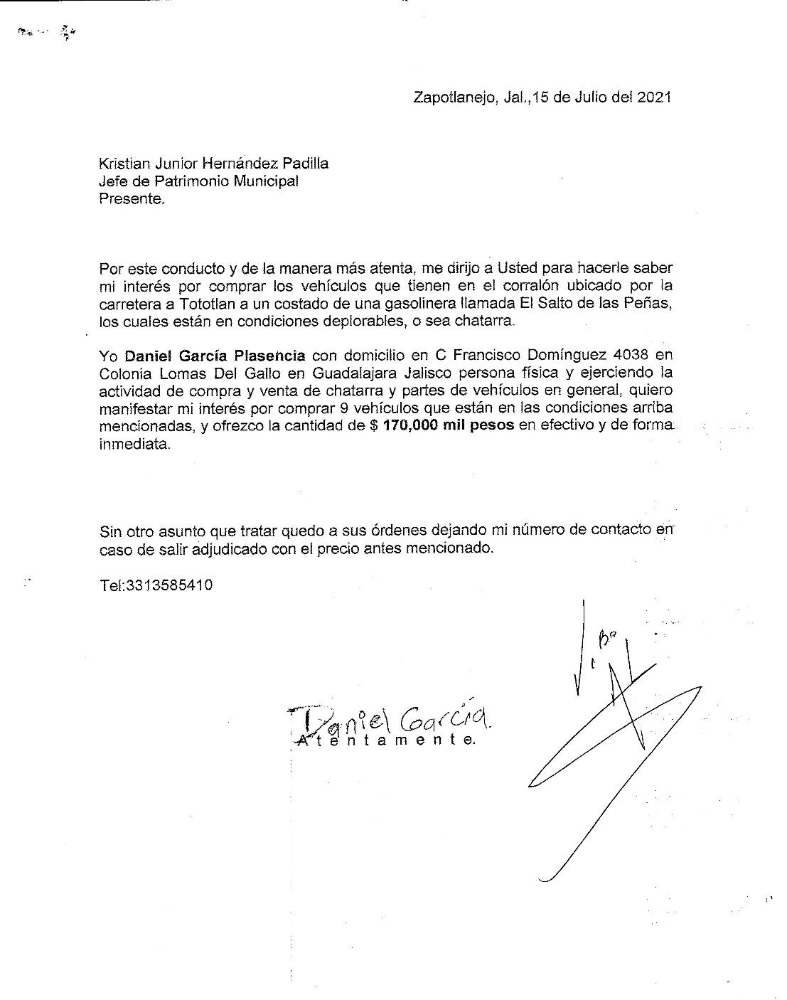 Zapotlanejo, Jal.,15 de Julio del 2021
Kristian Junior Hernández Padilla
Jefe de Patrimonio Municipal
Presente.
Por este conducto y de la manera más atenta, me dirijo a Usted para hacerle saber
mi interés por comprar los vehículos que tienen en el corralón ubicado por la
carretera a Tototlan a un costado de una gasolinera llamada El Salto de las Peñas,
los cuales están en condiciones deplorables, o sea chatarra.
Yo Daniel García Plasencia con domicilio en C Francisco Domínguez 4038 en
Colonia Lomas Del Gallo en Guadalajara Jalisco persona física y ejerciendo la
actividad de compra y venta de chatarra y partes de vehículos en general, quiero
manifestar mi interés por comprar 9 vehículos que están en las condiciones arriba
mencionadas, y ofrezco la cantidad de $ 170,000 mil pesos en efectivo y de forma
inmediata.
Sin otro asunto que tratar quedo a sus órdenes dejando mi número de contacto en
caso de salir adjudicado con el precio antes mencionado.
Tel:3313585410
Daniel García.
Atentamente.